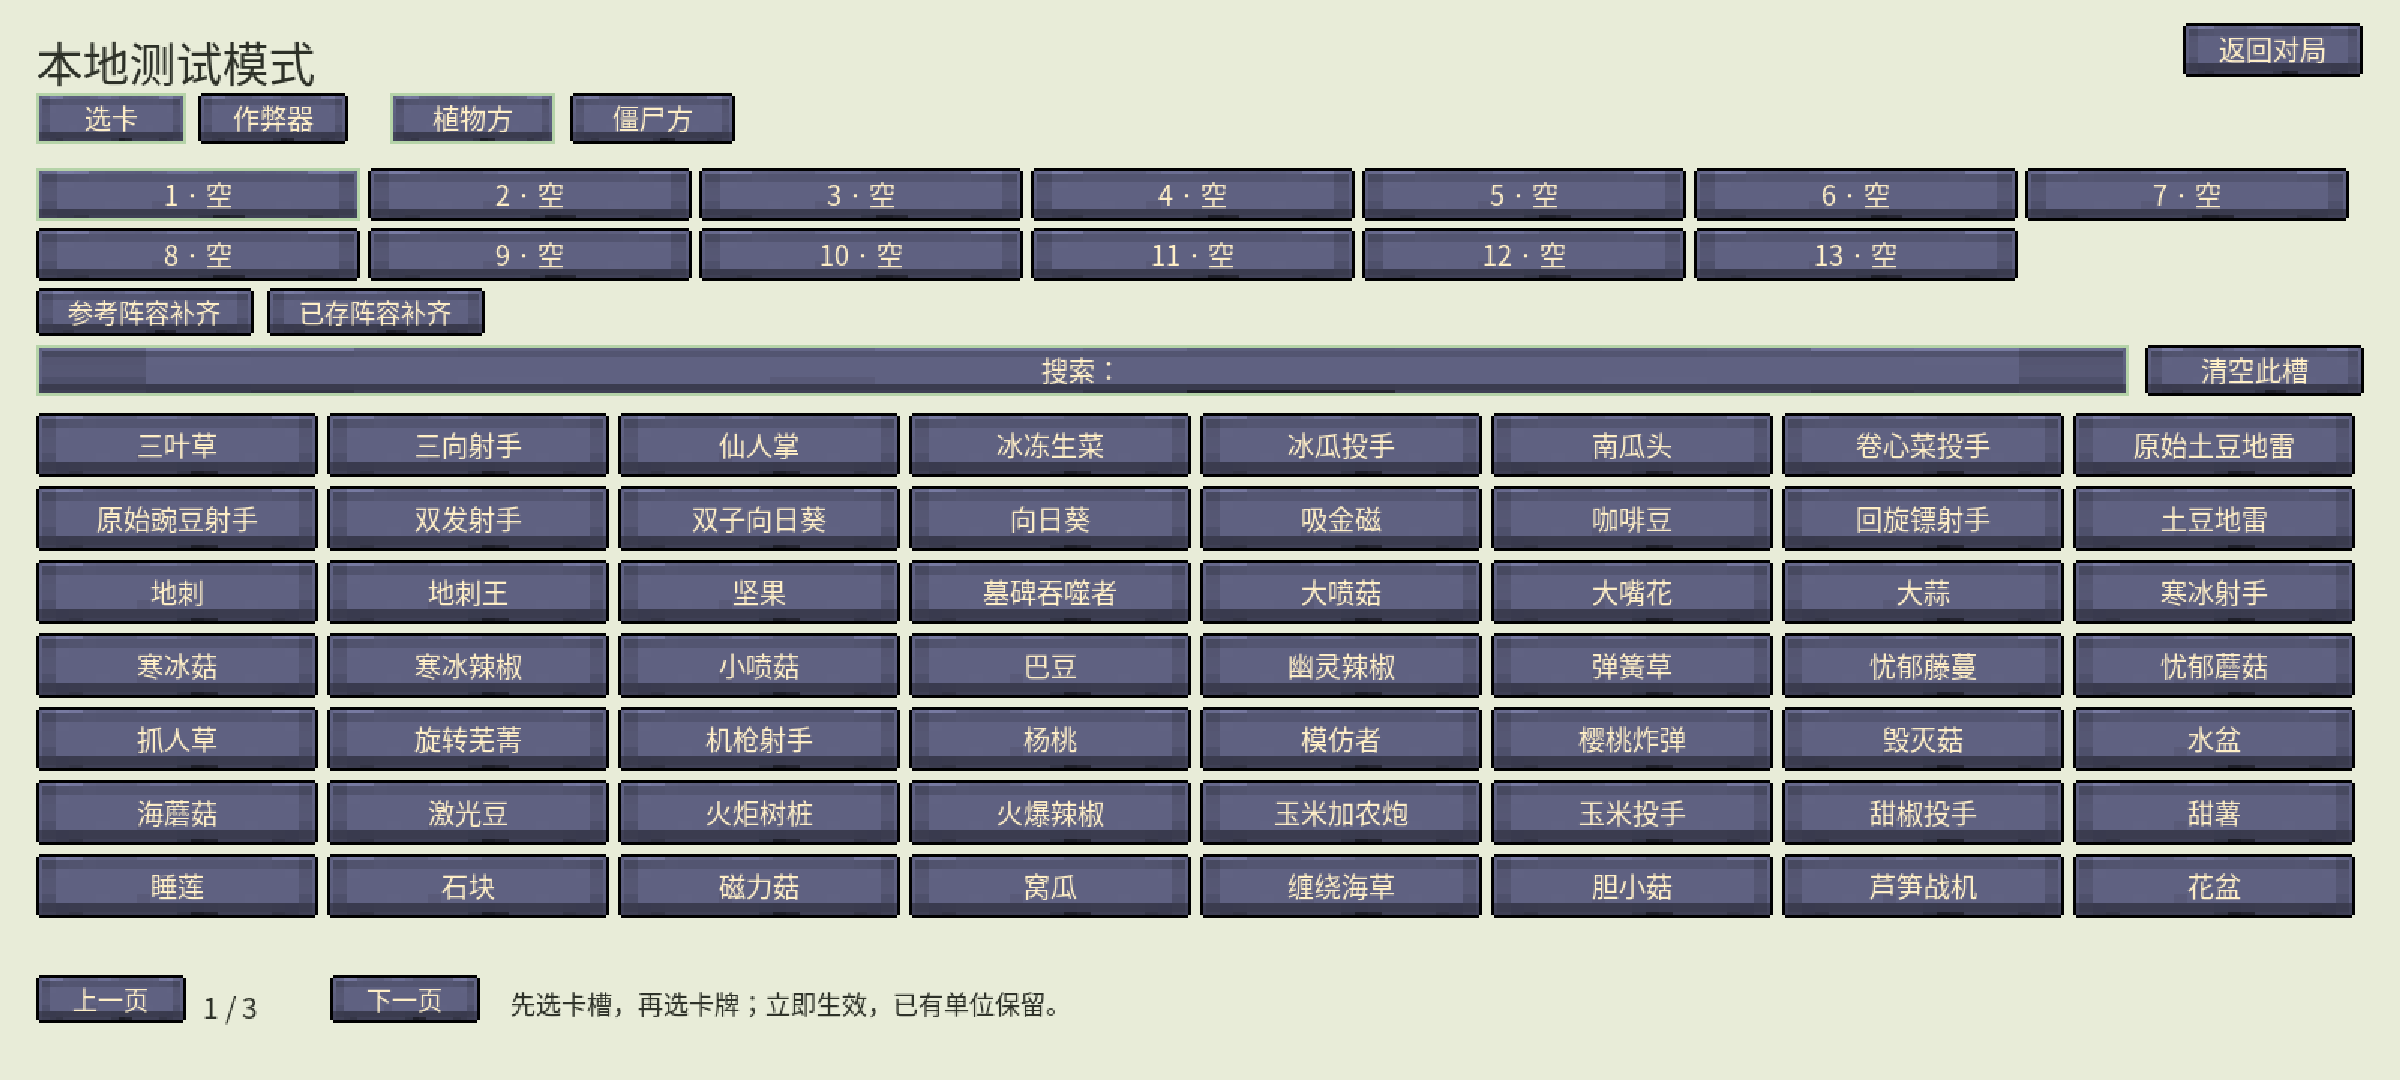 本地测试模式
返回对局
选卡 作弊器 植物方 僵尸方
1 · 空 2 · 空 3 · 空 4 · 空 5 · 空 6 · 空 7 · 空
8 · 空 9 · 空 10 · 空 11 · 空 12 · 空 13 · 空
参考阵容补齐 已存阵容补齐
搜索： 清空此槽
三叶草 三向射手 仙人掌 冰冻生菜 冰瓜投手 南瓜头 卷心菜投手 原始土豆地雷
原始豌豆射手 双发射手 双子向日葵 向日葵 吸金磁 咖啡豆 回旋镖射手 土豆地雷
地刺 地刺王 坚果 墓碑吞噬者 大喷菇 大嘴花 大蒜 寒冰射手
寒冰菇 寒冰辣椒 小喷菇 巴豆 幽灵辣椒 弹簧草 忧郁藤蔓 忧郁蘑菇
抓人草 旋转芜菁 机枪射手 杨桃 模仿者 樱桃炸弹 毁灭菇 水盆
海蘑菇 激光豆 火炬树桩 火爆辣椒 玉米加农炮 玉米投手 甜椒投手 甜薯
睡莲 石块 磁力菇 窝瓜 缠绕海草 胆小菇 芦笋战机 花盆
上一页 1 / 3 下一页 先选卡槽，再选卡牌；立即生效，已有单位保留。